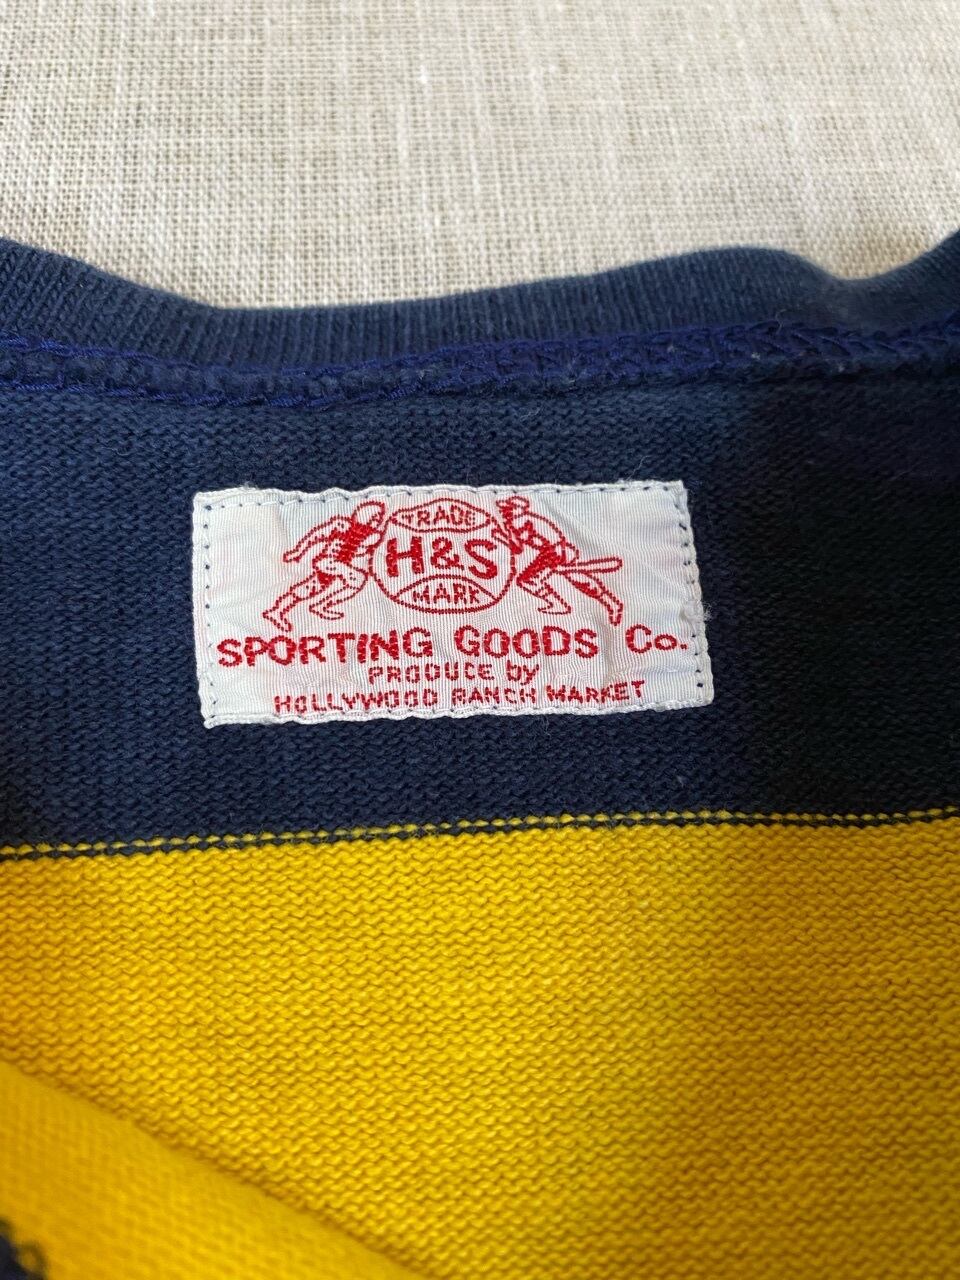 TRADE
H&S
MARK
SPORTING GOODS Co.
PRODUCE by
HOLLYWOOD RANCH MARKET